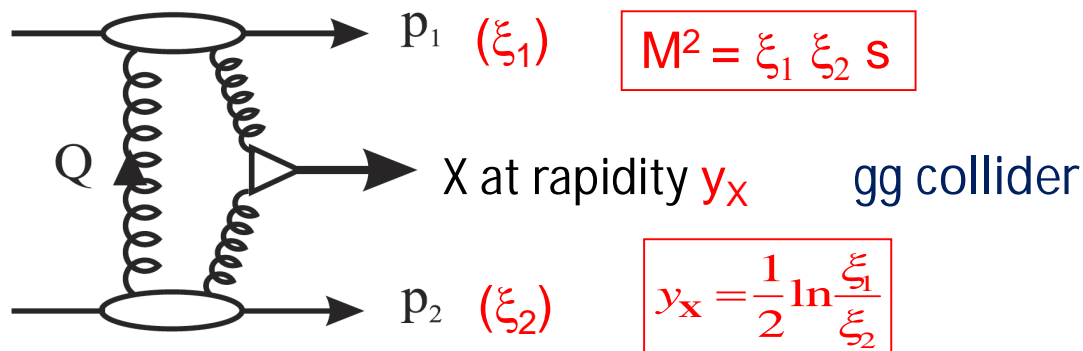 p₁ (ξ₁) M² = ξ₁ ξ₂ s
Q X at rapidity yX gg collider
p₂ (ξ₂) y𝐱 = 1/2 ln ξ₁/ξ₂